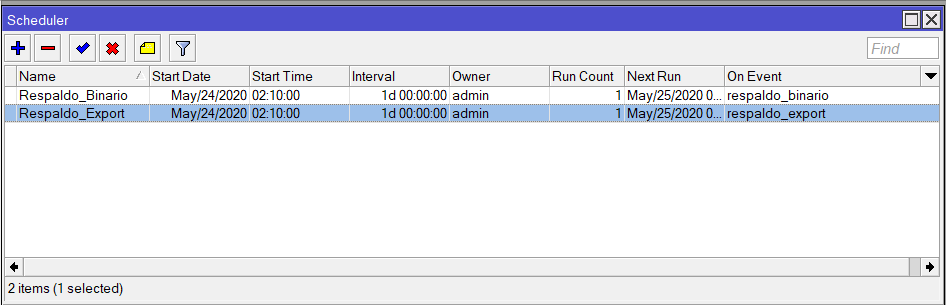 Scheduler
Find
Name Start Date Start Time Interval Owner Run Count Next Run On Event
Respaldo_Binario May/24/2020 02:10:00 1d 00:00:00 admin 1 May/25/2020 0... respaldo_binario
Respaldo_Export May/24/2020 02:10:00 1d 00:00:00 admin 1 May/25/2020 0... respaldo_export
2 items (1 selected)